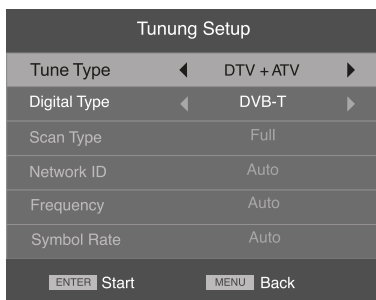 Tunung Setup
Tune Type DTV + ATV
Digital Type DVB-T
Scan Type Full
Network ID Auto
Frequency Auto
Symbol Rate Auto
ENTER Start MENU Back